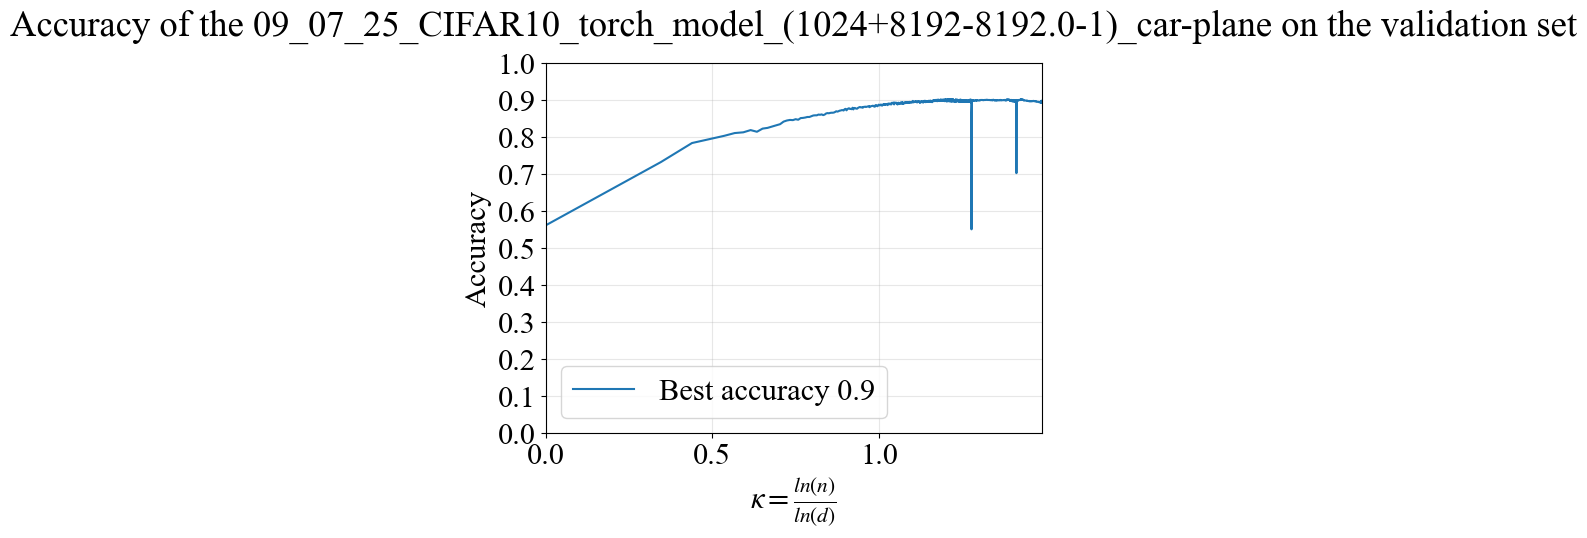 Accuracy of the 09_07_25_CIFAR10_torch_model_(1024+8192-8192.0-1)_car-plane on the validation set
1.0
0.9
0.8
0.7
0.6
0.5
0.4
0.3
0.2
0.1
0.0
Accuracy
Best accuracy 0.9
0.0 0.5 1.0
κ = ln(n) / ln(d)